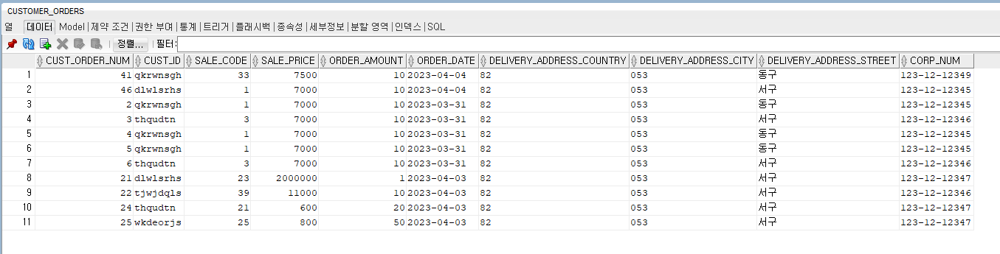 CUSTOMER_ORDERS
열 데이터 Model 제약 조건 권한 부여 통계 트리거 플래시백 종속성 세부정보 분할 영역 인덱스 SQL
정렬... 필터:
CUST_ORDER_NUM CUST_ID SALE_CODE SALE_PRICE ORDER_AMOUNT ORDER_DATE DELIVERY_ADDRESS_COUNTRY DELIVERY_ADDRESS_CITY DELIVERY_ADDRESS_STREET CORP_NUM
1 41 qkrwnsgh 33 7500 10 2023-04-04 82 053 동구 123-12-12349
2 46 dlwlsrhs 1 7000 10 2023-04-04 82 053 서구 123-12-12345
3 2 qkrwnsgh 1 7000 10 2023-03-31 82 053 동구 123-12-12345
4 3 thqudtn 3 7000 10 2023-03-31 82 053 서구 123-12-12346
5 4 qkrwnsgh 1 7000 10 2023-03-31 82 053 동구 123-12-12345
6 5 qkrwnsgh 1 7000 10 2023-03-31 82 053 동구 123-12-12345
7 6 thqudtn 3 7000 10 2023-03-31 82 053 서구 123-12-12346
8 21 dlwlsrhs 23 2000000 1 2023-04-03 82 053 서구 123-12-12347
9 22 tjwjdqls 39 11000 10 2023-04-03 82 053 서구 123-12-12346
10 24 thqudtn 21 600 20 2023-04-03 82 053 서구 123-12-12347
11 25 wkdeorjs 25 800 50 2023-04-03 82 053 서구 123-12-12347